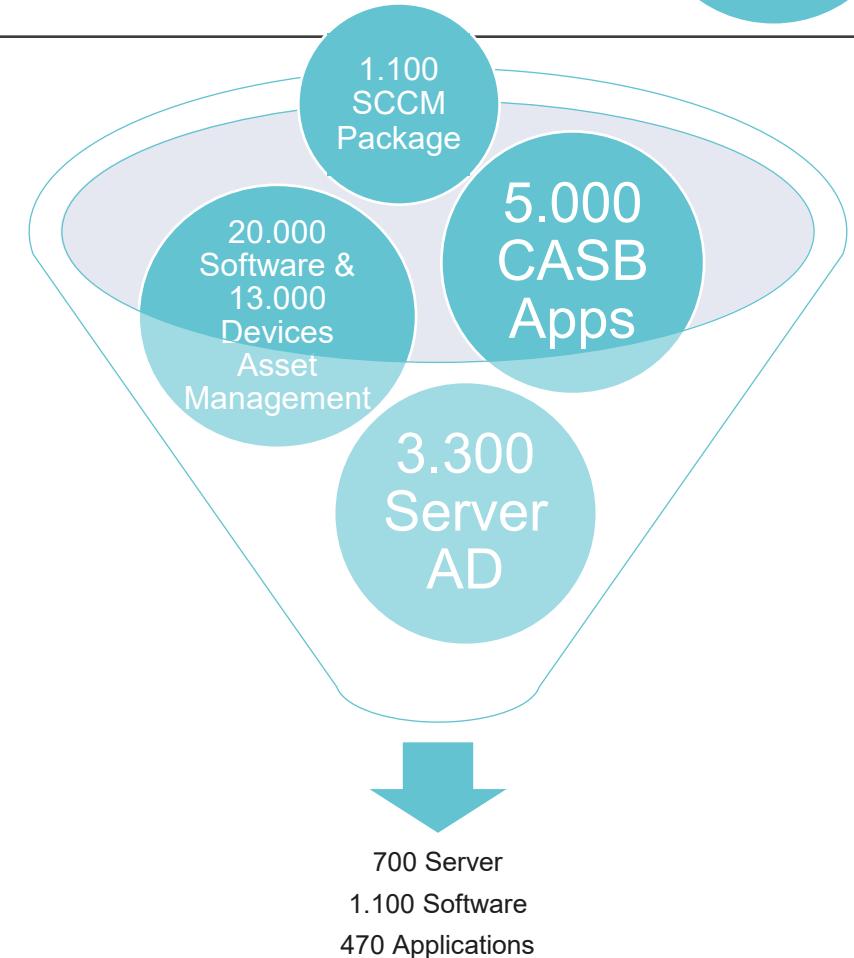 1.100
SCCM
Package
5.000
CASB
Apps
20.000
Software &
13.000
Devices
Asset
Management
3.300
Server
AD
700 Server
1.100 Software
470 Applications